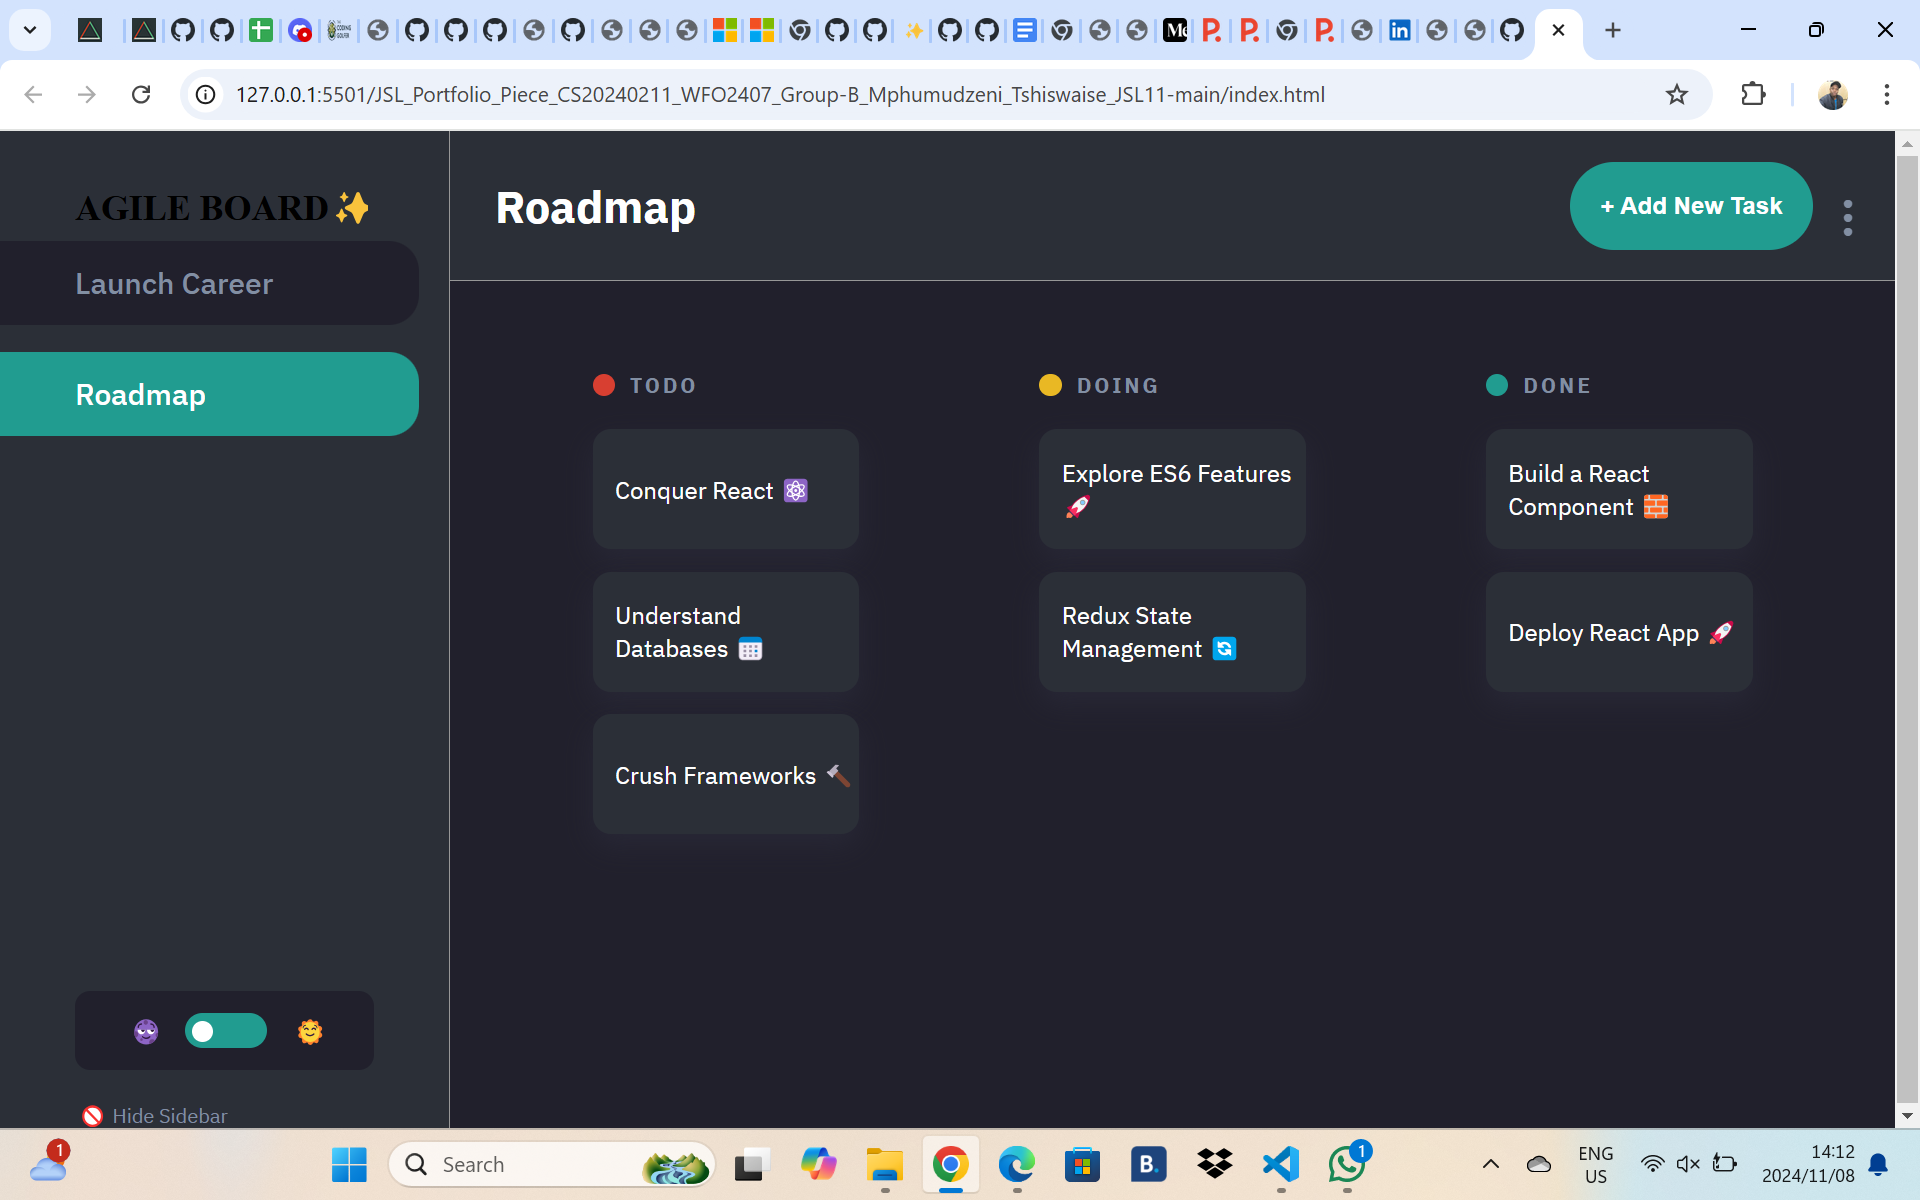 127.0.0.1:5501/JSL_Portfolio_Piece_CS20240211_WFO2407_Group-B_Mphumudzeni_Tshiswaise_JSL11-main/index.html
AGILE BOARD✨
Launch Career
Roadmap
Hide Sidebar
Roadmap
+ Add New Task
TODO
Conquer React ⚛️
Understand
Databases
Crush Frameworks 🔨
DOING
Explore ES6 Features
🚀
Redux State
Management 🔄
DONE
Build a React
Component 🧱
Deploy React App 🚀
1
Search
B.
1
ENG
US
14:12
2024/11/08